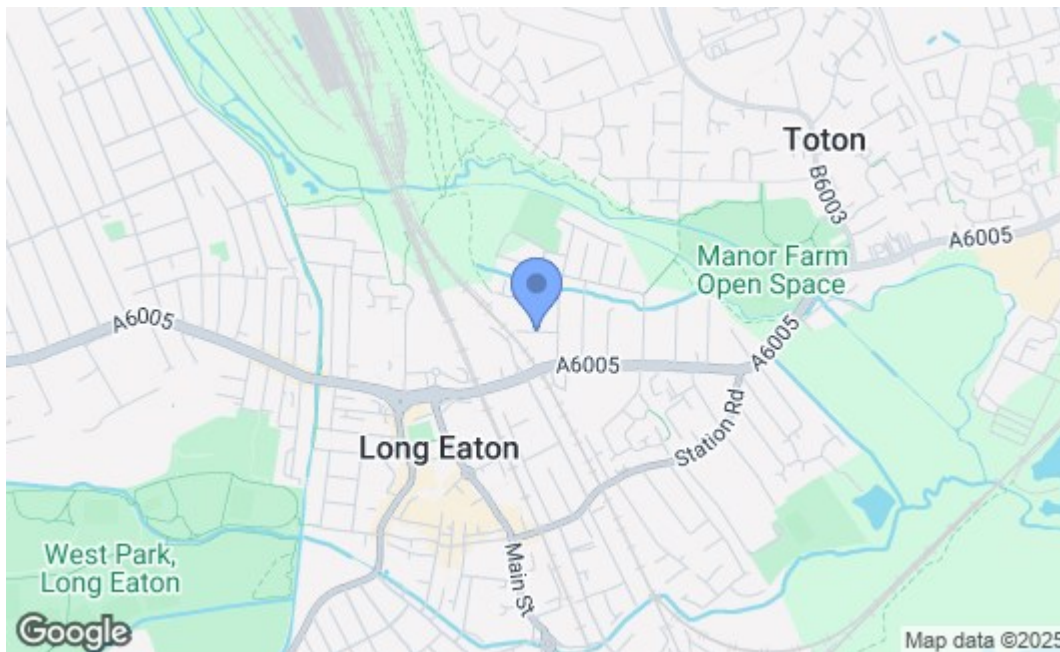 Toton
B6003
A6005
Manor Farm
Open Space
A6005
A6005
A6005
Station Rd
Long Eaton
West Park,
Long Eaton
Main St
Google
Map data ©2025